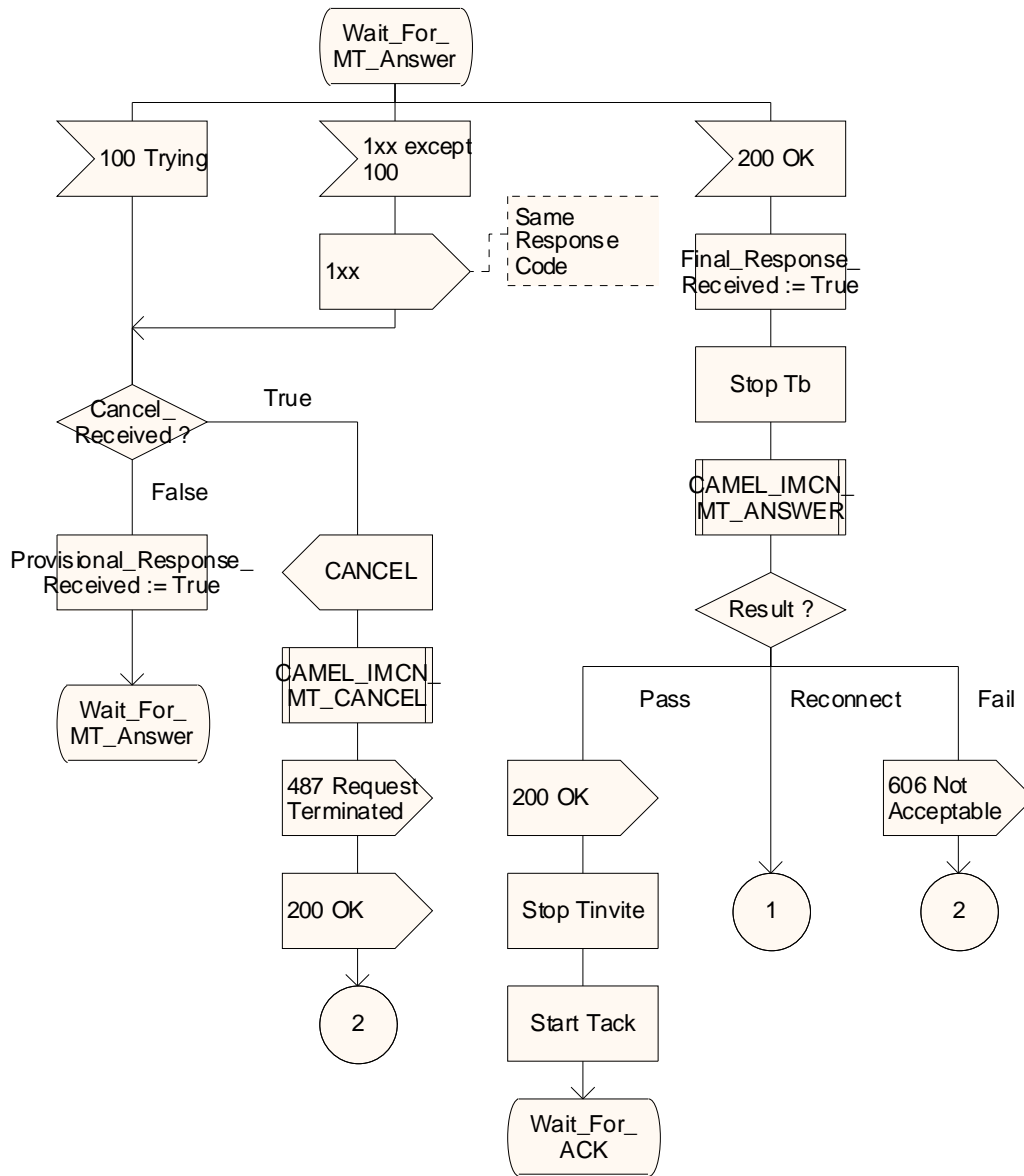 Wait_For_
MT_Answer
100 Trying
1xx except
100
200 OK
1xx
Same
Response
Code
Final_Response_
Received := True
Stop Tb
Cancel_
Received ?
True
False
CAMEL_IMCN_
MT_ANSWER
Provisional_Response_
Received := True
CANCEL
Result ?
CAMEL_IMCN_
MT_CANCEL
Pass
Reconnect
Fail
Wait_For_
MT_Answer
487 Request
Terminated
200 OK
606 Not
Acceptable
200 OK
Stop Tinvite
1
2
2
Start Tack
Wait_For_
ACK